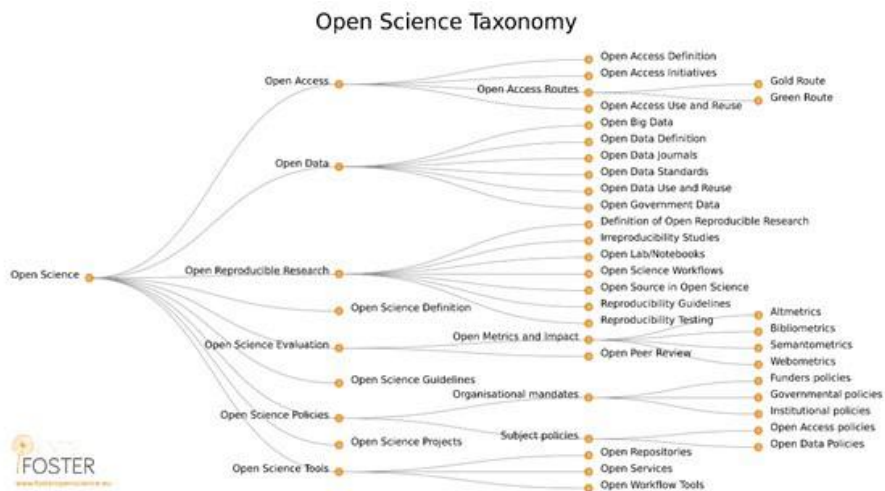 Open Science Taxonomy
Open Science
Open Access
Open Access Definition
Open Access Initiatives
Open Access Routes
Gold Route
Green Route
Open Access Use and Reuse
Open Data
Open Big Data
Open Data Definition
Open Data Journals
Open Data Standards
Open Data Use and Reuse
Open Government Data
Open Reproducible Research
Definition of Open Reproducible Research
Irreproducibility Studies
Open Lab/Notebooks
Open Science Workflows
Open Source in Open Science
Reproducibility Guidelines
Reproducibility Testing
Open Science Definition
Open Science Evaluation
Open Metrics and Impact
Altmetrics
Bibliometrics
Semantometrics
Webometrics
Open Peer Review
Open Science Guidelines
Open Science Policies
Organisational mandates
Funders policies
Governmental policies
Institutional policies
Subject policies
Open Access policies
Open Data Policies
Open Science Projects
Open Science Tools
Open Repositories
Open Services
Open Workflow Tools
FOSTER
www.fosteropenscience.eu